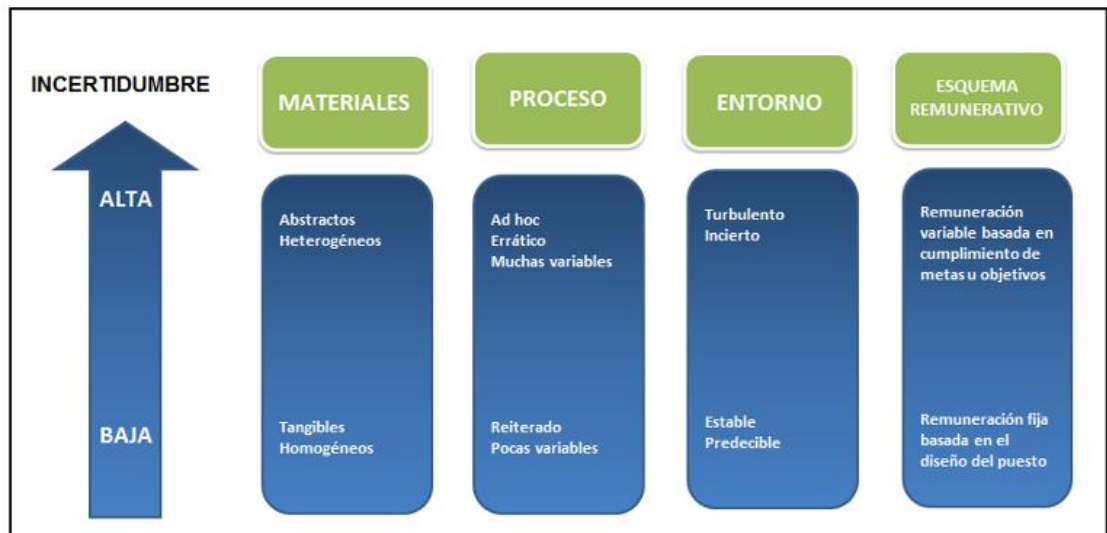 INCERTIDUMBRE
ALTA
BAJA
MATERIALES
Abstractos
Heterogéneos
Tangibles
Homogéneos
PROCESO
Ad hoc
Errático
Muchas variables
Reiterado
Pocas variables
ENTORNO
Turbulento
Incierto
Estable
Predecible
ESQUEMA
REMUNERATIVO
Remuneración
variable basada en
cumplimiento de
metas u objetivos
Remuneración fija
basada en el
diseño del puesto